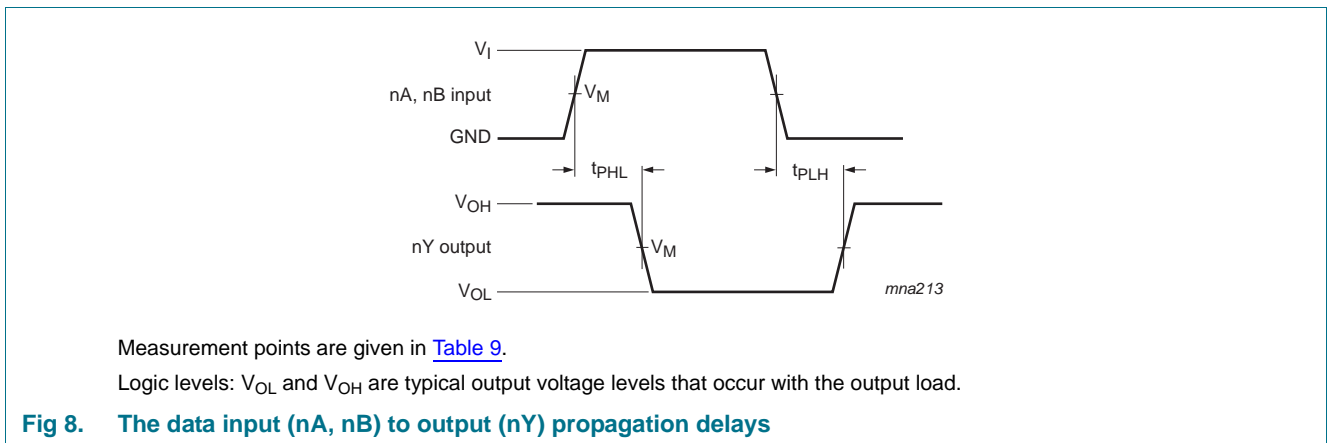 VI
nA, nB input
VM
GND
tPHL
tPLH
VOH
nY output
VM
VOL
mna213
Measurement points are given in Table 9.
Logic levels: VOL and VOH are typical output voltage levels that occur with the output load.
Fig 8. The data input (nA, nB) to output (nY) propagation delays